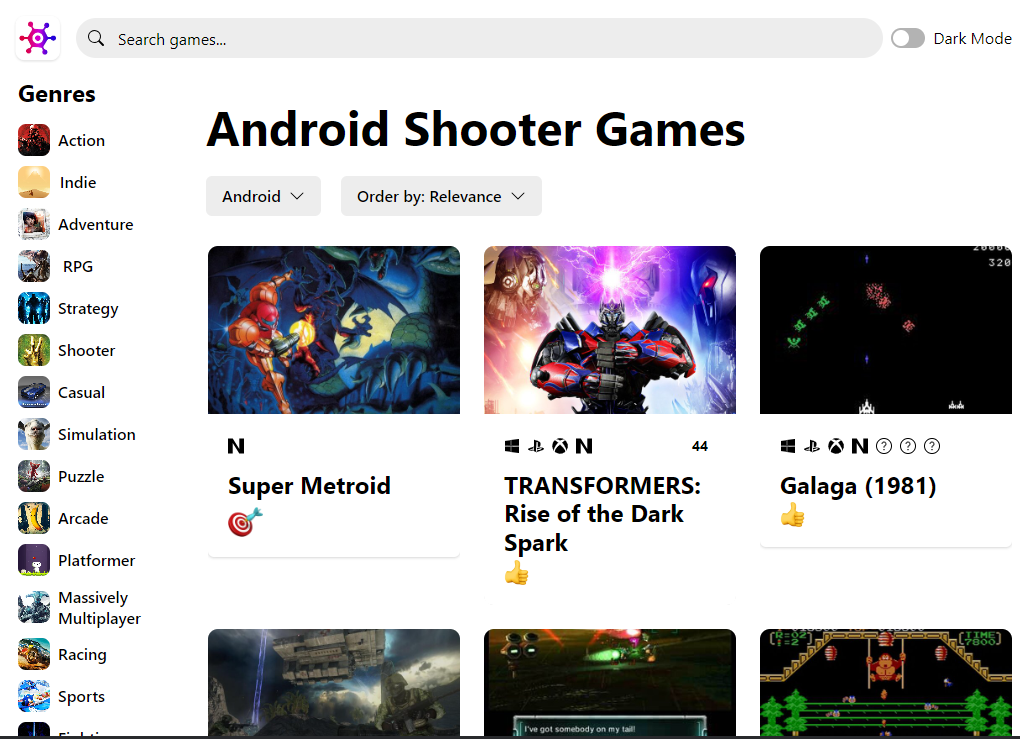 Search games...
Dark Mode
Genres
Action
Indie
Adventure
RPG
Strategy
Shooter
Casual
Simulation
Puzzle
Arcade
Platformer
Massively
Multiplayer
Racing
Sports
Android Shooter Games
Android
Order by: Relevance
Super Metroid
44
TRANSFORMERS:
Rise of the Dark
Spark
20000
320
? ? ?
Galaga (1981)
I've got somebody on my tail!
TIME
7800